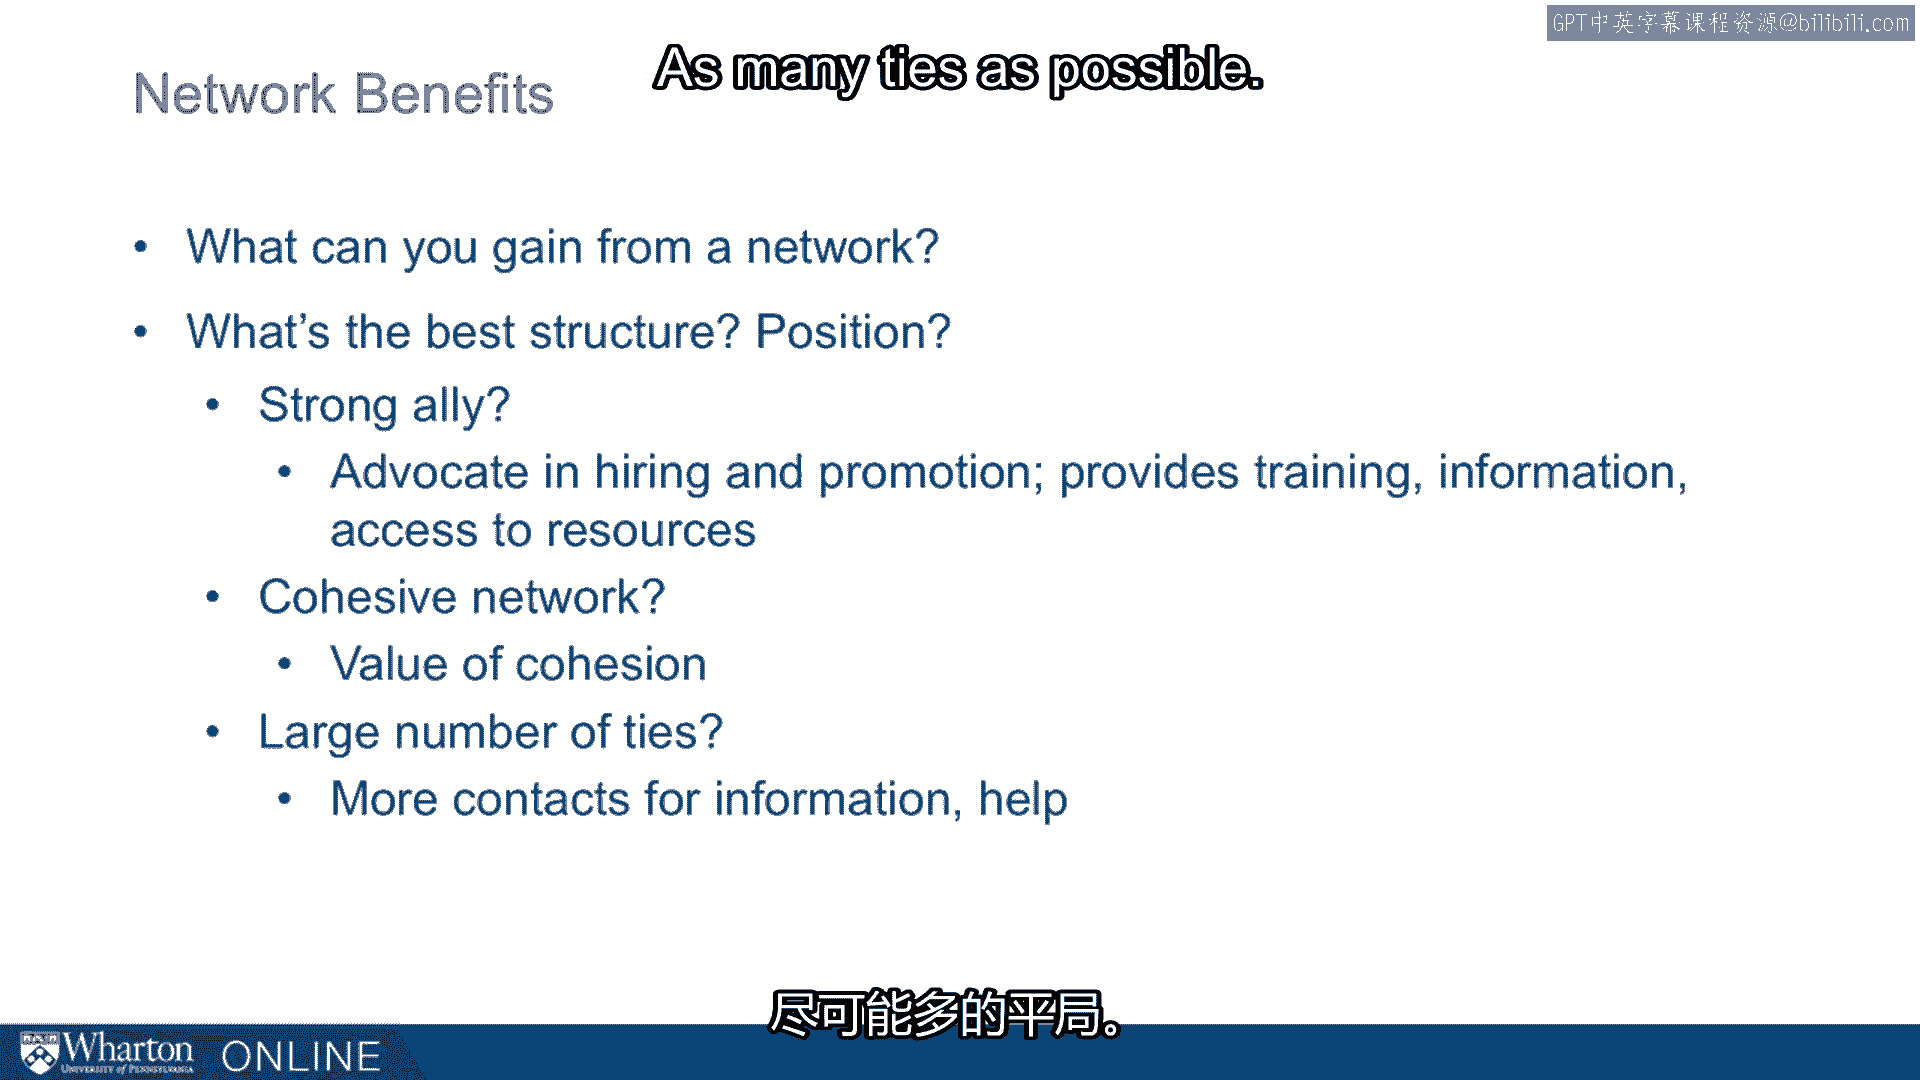 GPT中英字幕课程资源@bilibili.com
As many ties as possible.
Network Benefits
• What can you gain from a network?
• What’s the best structure? Position?
• Strong ally?
• Advocate in hiring and promotion; provides training, information,
access to resources
• Cohesive network?
• Value of cohesion
• Large number of ties?
• More contacts for information, help
尽可能多的平局。
Wharton
UNIVERSITY of PENNSYLVANIA
ONLINE